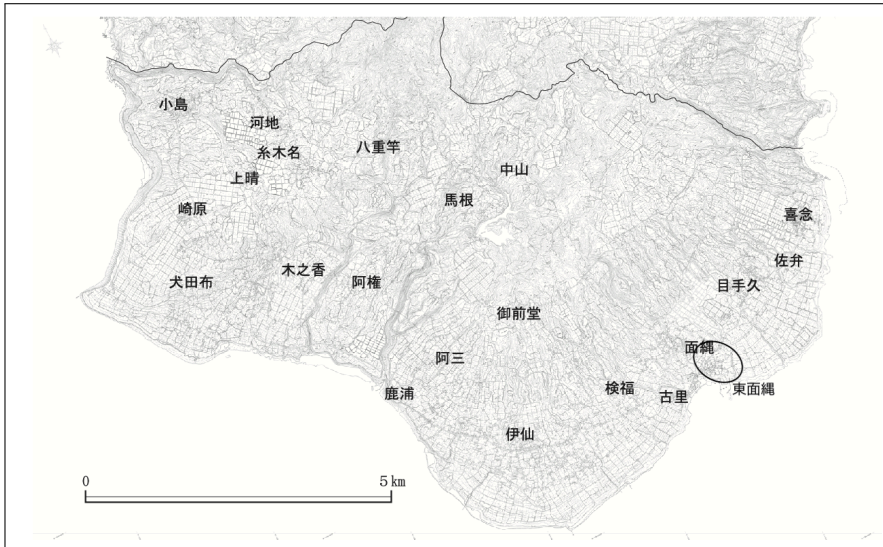 小島
河地
八重竿
糸木名
中山
上晴
馬根
崎原
喜念
佐弁
木之香
犬田布
阿権
目手久
御前堂
面縄
阿三
検福
東面縄
鹿浦
古里
伊仙
0 5㎞